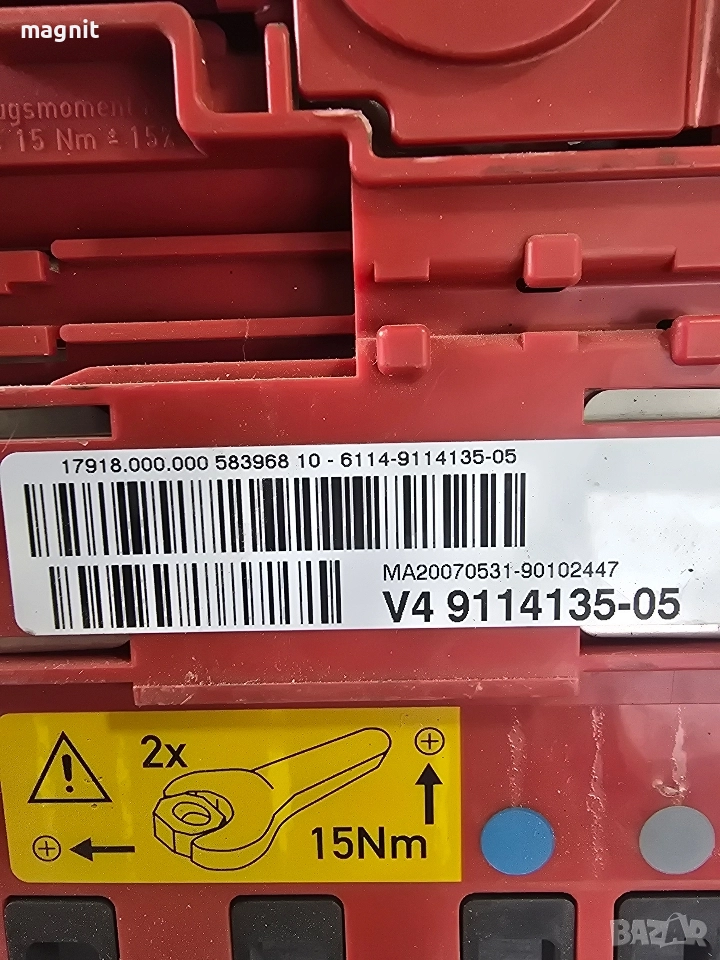 magnit
15 Nm ± 15%
17918.000.000 583968 10 - 6114-9114135-05
MA20070531-90102447
V4 9114135-05
2x
15Nm
BAZAR